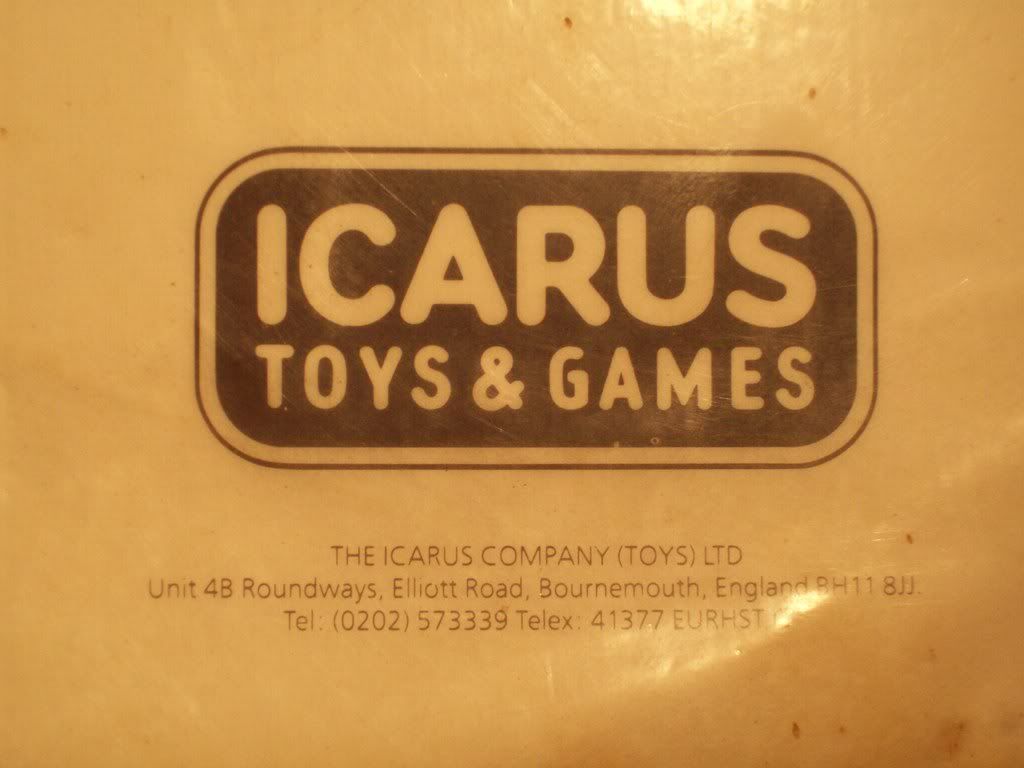 ICARUS
TOYS & GAMES
THE ICARUS COMPANY (TOYS) LTD
Unit 4B Roundways, Elliott Road, Bournemouth, England BH11 8JJ.
Tel: (0202) 573339 Telex: 41377 EURHST